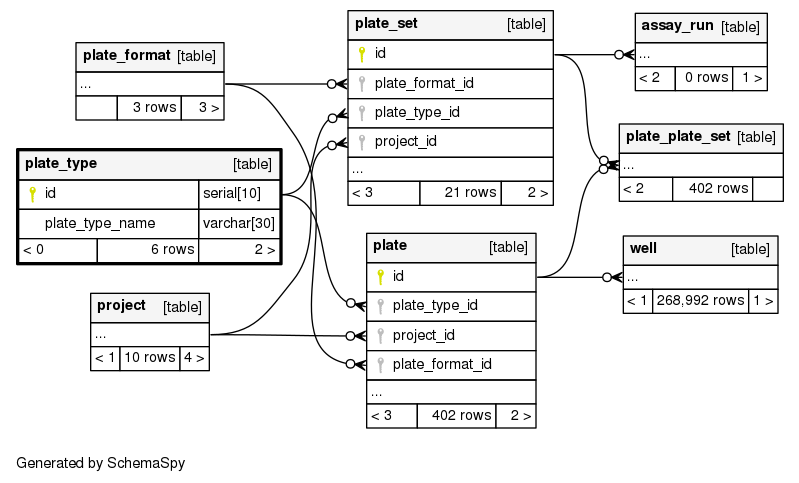 plate_format [table]
...
3 rows 3 >
plate_type [table]
id serial[10]
plate_type_name varchar[30]
< 0 6 rows 2 >
project [table]
...
< 1 10 rows 4 >
plate_set [table]
id
plate_format_id
plate_type_id
project_id
...
< 3 21 rows 2 >
plate [table]
id
plate_type_id
project_id
plate_format_id
...
< 3 402 rows 2 >
assay_run [table]
...
< 2 0 rows 1 >
plate_plate_set [table]
...
< 2 402 rows
well [table]
...
< 1 268,992 rows 1 >
Generated by SchemaSpy